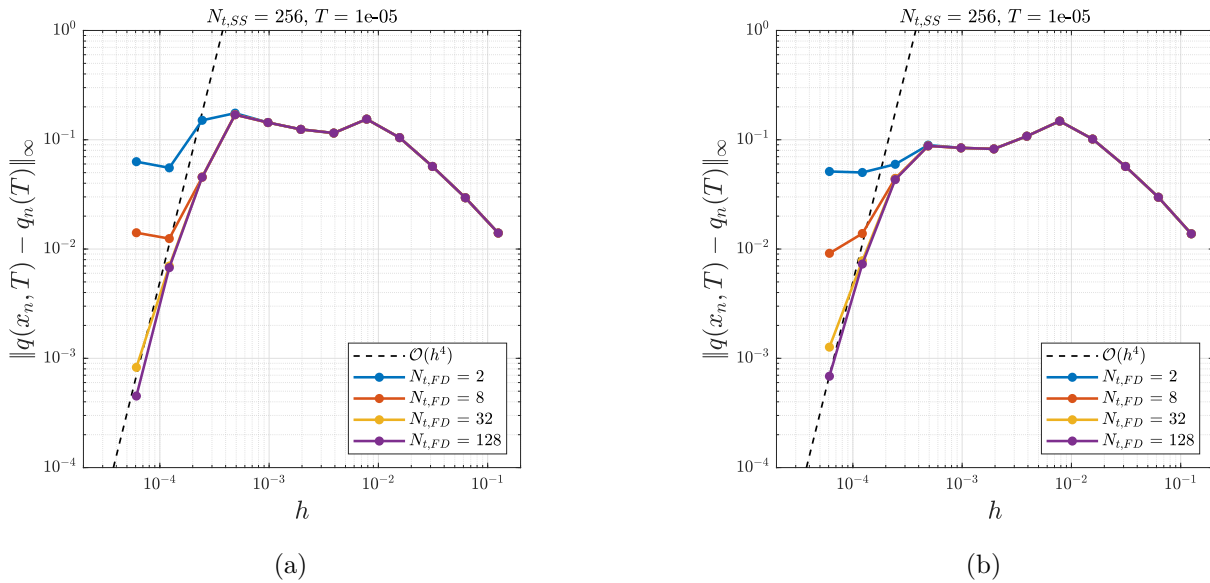 N_{t,SS} = 256, T = 1e-05
‖q(x_n, T) − q_n(T)‖_∞
10^0
10^{-1}
10^{-2}
10^{-3}
10^{-4}
O(h^4)
N_{t,FD} = 2
N_{t,FD} = 8
N_{t,FD} = 32
N_{t,FD} = 128
10^{-4} 10^{-3} 10^{-2} 10^{-1}
h
(a)
N_{t,SS} = 256, T = 1e-05
‖q(x_n, T) − q_n(T)‖_∞
10^0
10^{-1}
10^{-2}
10^{-3}
10^{-4}
O(h^4)
N_{t,FD} = 2
N_{t,FD} = 8
N_{t,FD} = 32
N_{t,FD} = 128
10^{-4} 10^{-3} 10^{-2} 10^{-1}
h
(b)